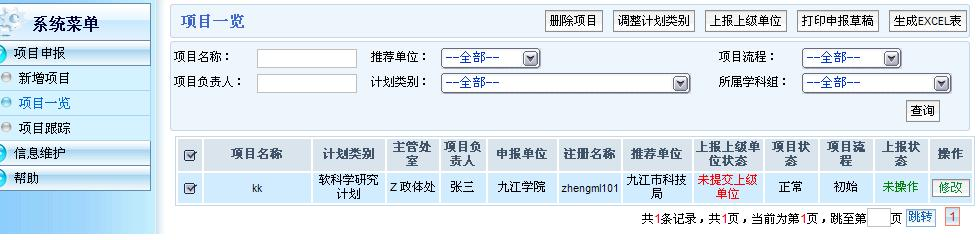 系统菜单
项目申报
新增项目
项目一览
项目跟踪
信息维护
帮助
项目一览
删除项目 调整计划类别 上报上级单位 打印申报草稿 生成EXCEL表
项目名称： 推荐单位： --全部-- 项目流程： --全部--
项目负责人： 计划类别： --全部-- 所属学科组： --全部--
查询
项目名称 计划类别 主管处室 项目负责人 申报单位 注册名称 推荐单位 上报上级单位状态 项目状态 项目流程 上报状态 操作
kk 软科学研究计划 Z政体处 张三 九江学院 zhengml101 九江市科技局 未提交上级单位 正常 初始 未操作 修改
共1条记录，共1页，当前为第1页，跳至第 页 跳转 1